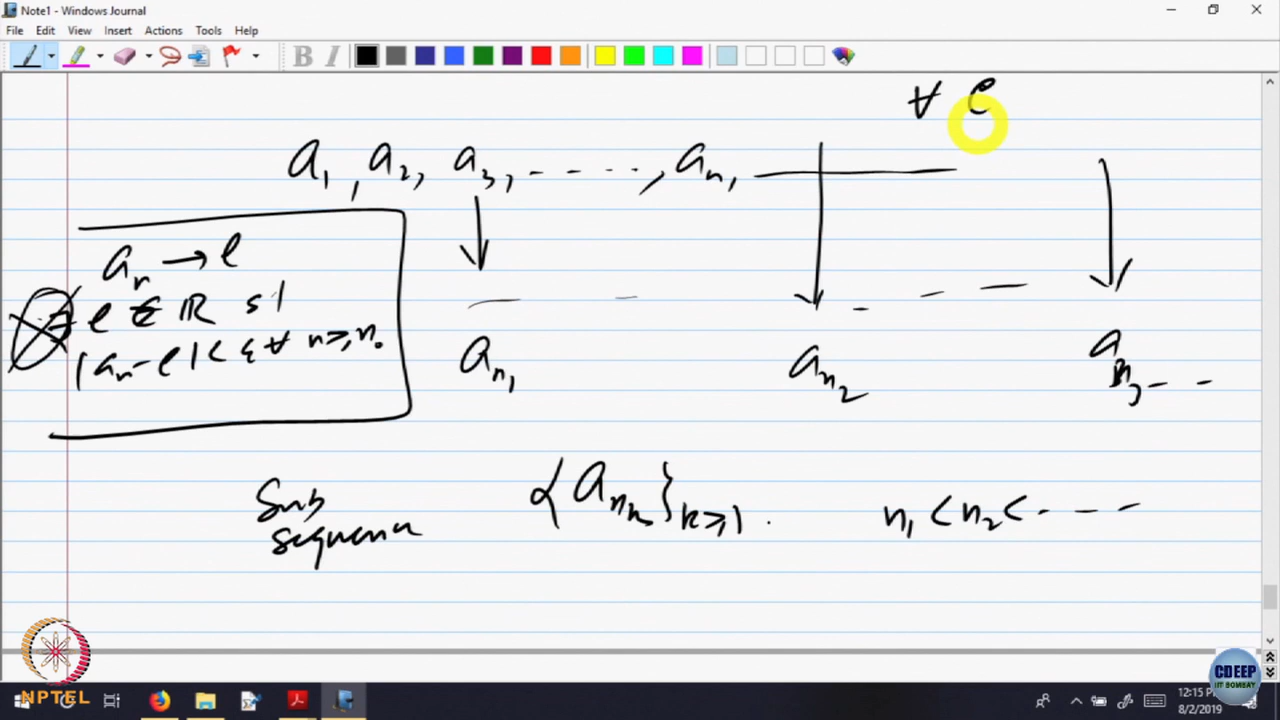 Note1 - Windows Journal
File Edit View Insert Actions Tools Help
B I
∀ ℓ
a₁, a₂, a₃, - - - ..., aₙ, ———
aₙ → ℓ
ℓ ∈ ℝ st
|aₙ - ℓ| < ε ∀ n ≥ n₀
aₙ₁ aₙ₂ aₙ₃ - -
Sub
sequence
{aₙₖ}ₖ≥₁. n₁ < n₂ < - - -
NPTEL
CDEEP
IIT BOMBAY
12:15 P
8/2/2019